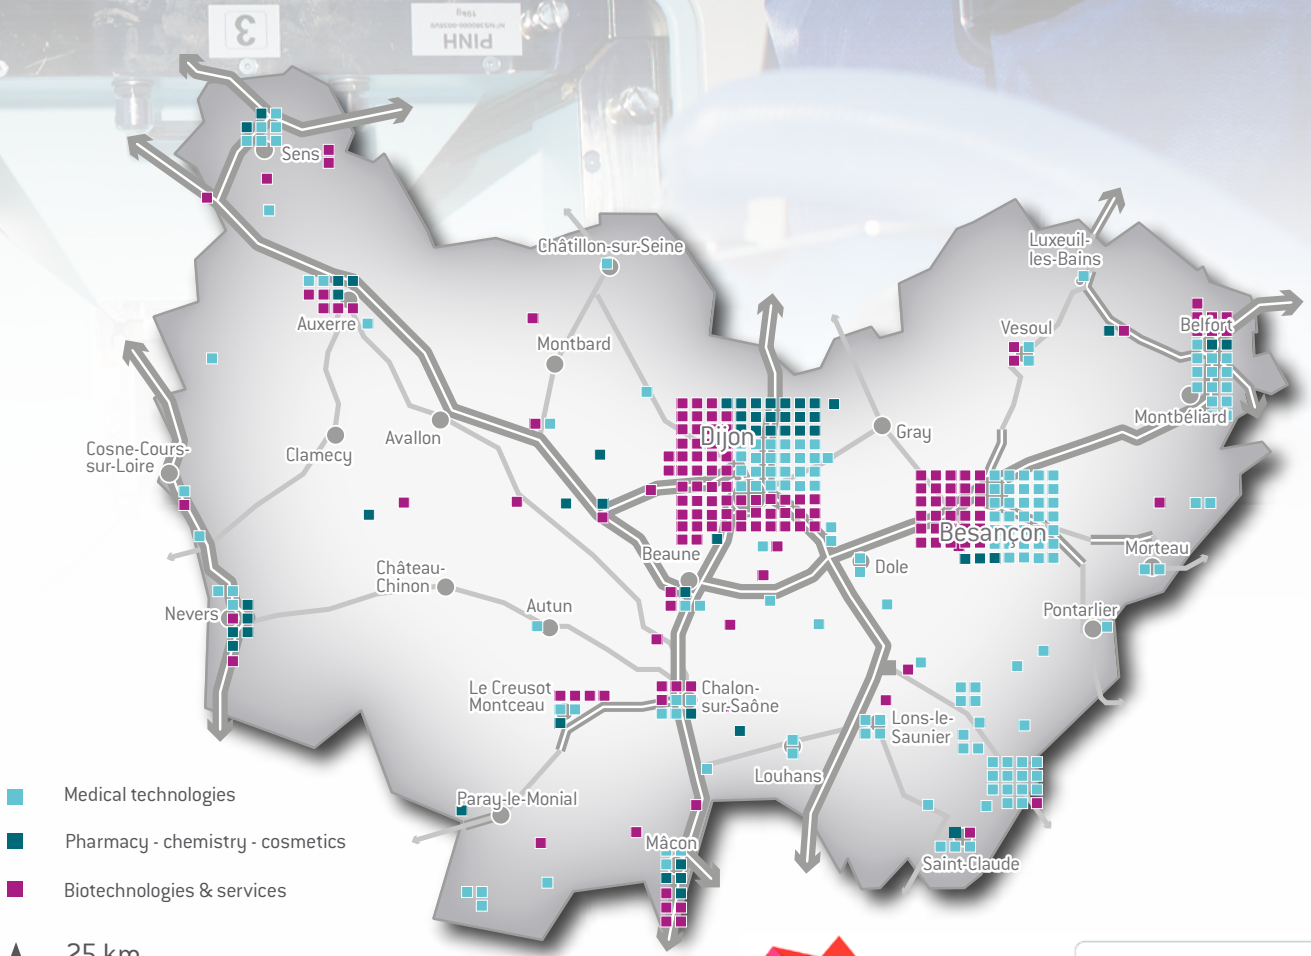 3
PINH
19kg
Sens
Châtillon-sur-Seine
Luxeuil-
les-Bains
Auxerre
Montbard
Vesoul
Belfort
Montbéliard
Avallon
Dijon
Gray
Clamecy
Cosne-Cours-
sur-Loire
Besançon
Beaune
Dole
Morteau
Château-
Chinon
Autun
Nevers
Pontarlier
Le Creusot
Montceau
Chalon-
sur-Saône
Lons-le-
Saunier
Louhans
Paray-le-Monial
Mâcon
Saint-Claude
Medical technologies
Pharmacy - chemistry - cosmetics
Biotechnologies & services
25 km